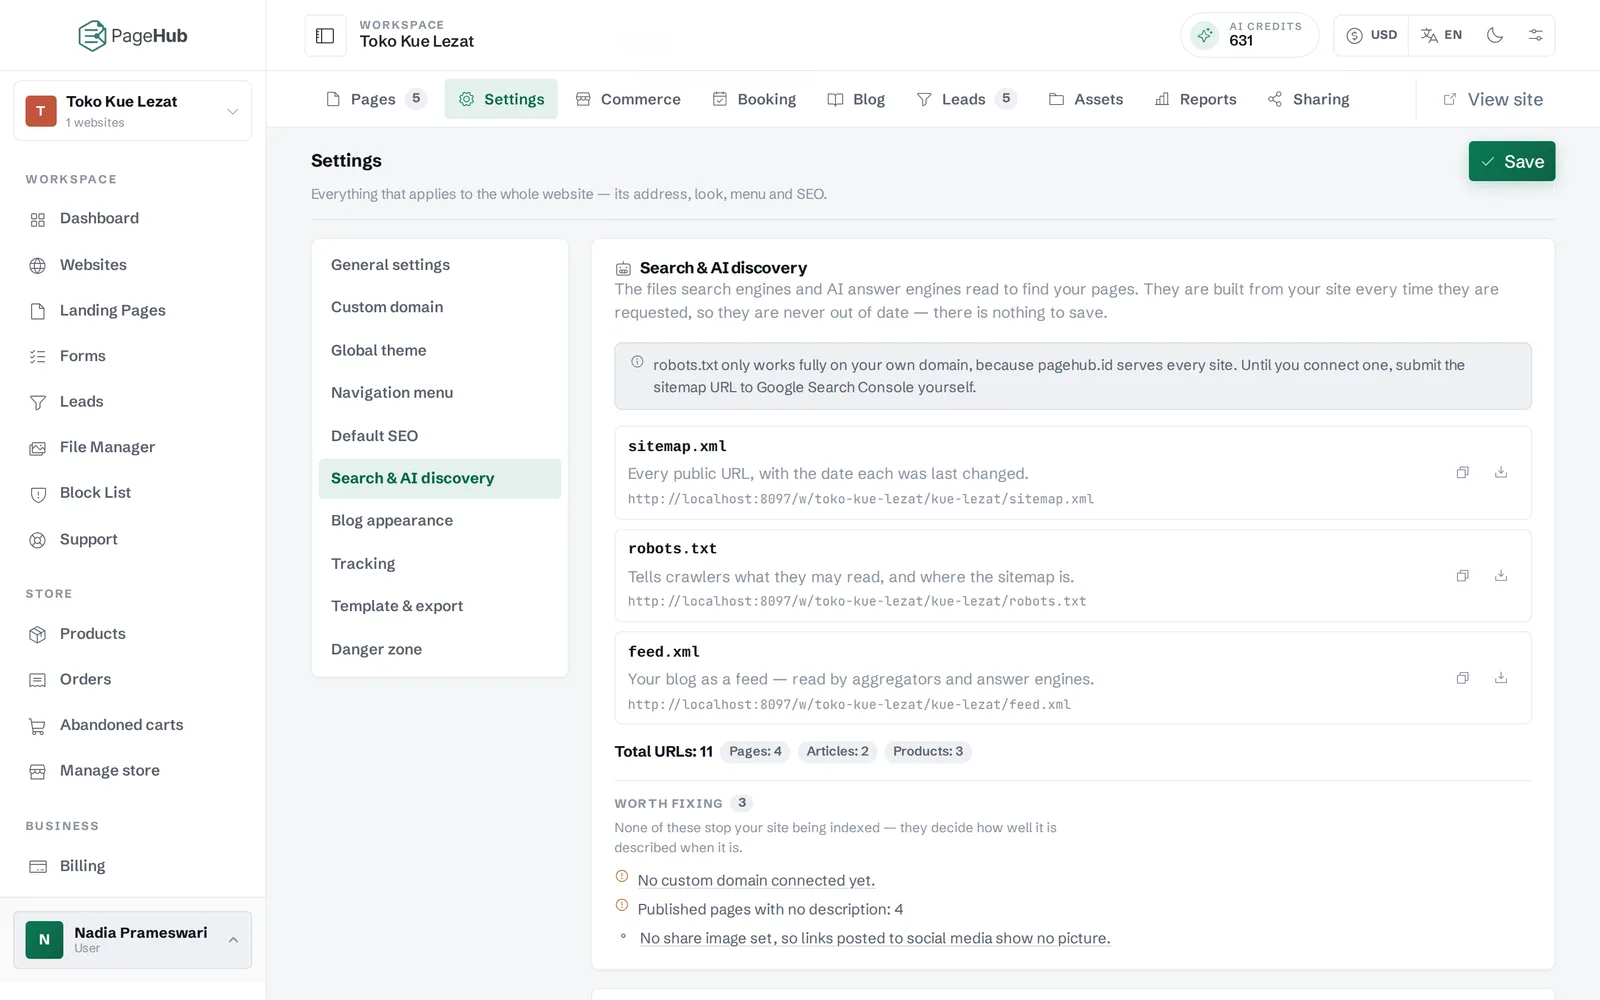 PageHub
WORKSPACE
Toko Kue Lezat
AI CREDITS
631
USD
EN
T
Toko Kue Lezat
1 websites
Pages 5
Settings
Commerce
Booking
Blog
Leads 5
Assets
Reports
Sharing
View site
WORKSPACE
Dashboard
Websites
Landing Pages
Forms
Leads
File Manager
Block List
Support
STORE
Products
Orders
Abandoned carts
Manage store
BUSINESS
Billing
N
Nadia Prameswari
User
Settings
Everything that applies to the whole website — its address, look, menu and SEO.
Save
General settings
Custom domain
Global theme
Navigation menu
Default SEO
Search & AI discovery
Blog appearance
Tracking
Template & export
Danger zone
Search & AI discovery
The files search engines and AI answer engines read to find your pages. They are built from your site every time they are
requested, so they are never out of date — there is nothing to save.
robots.txt only works fully on your own domain, because pagehub.id serves every site. Until you connect one, submit the
sitemap URL to Google Search Console yourself.
sitemap.xml
Every public URL, with the date each was last changed.
http://localhost:8097/w/toko-kue-lezat/kue-lezat/sitemap.xml
robots.txt
Tells crawlers what they may read, and where the sitemap is.
http://localhost:8097/w/toko-kue-lezat/kue-lezat/robots.txt
feed.xml
Your blog as a feed — read by aggregators and answer engines.
http://localhost:8097/w/toko-kue-lezat/kue-lezat/feed.xml
Total URLs: 11 Pages: 4 Articles: 2 Products: 3
WORTH FIXING 3
None of these stop your site being indexed — they decide how well it is
described when it is.
No custom domain connected yet.
Published pages with no description: 4
No share image set, so links posted to social media show no picture.